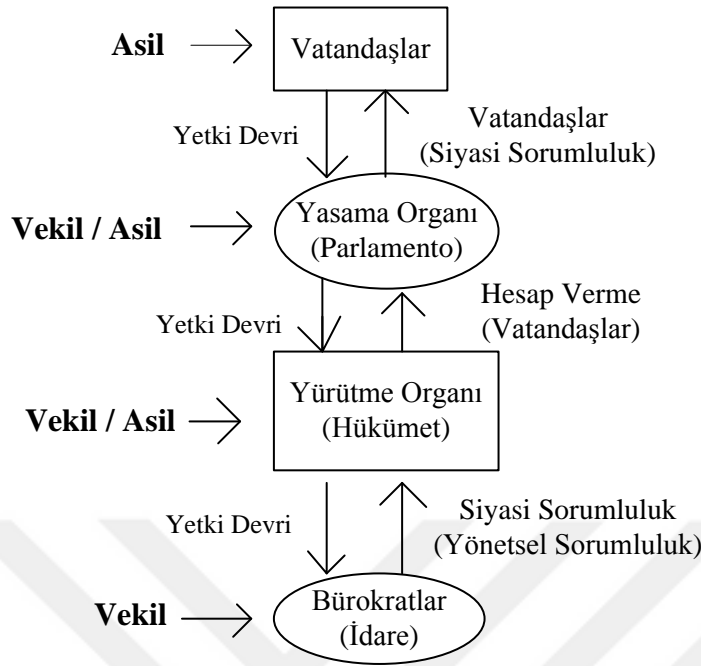 Asil
Vatandaşlar
Yetki Devri
Vatandaşlar
(Siyasi Sorumluluk)
Vekil / Asil
Yasama Organı
(Parlamento)
Yetki Devri
Hesap Verme
(Vatandaşlar)
Vekil / Asil
Yürütme Organı
(Hükümet)
Yetki Devri
Siyasi Sorumluluk
(Yönetsel Sorumluluk)
Vekil
Bürokratlar
(İdare)